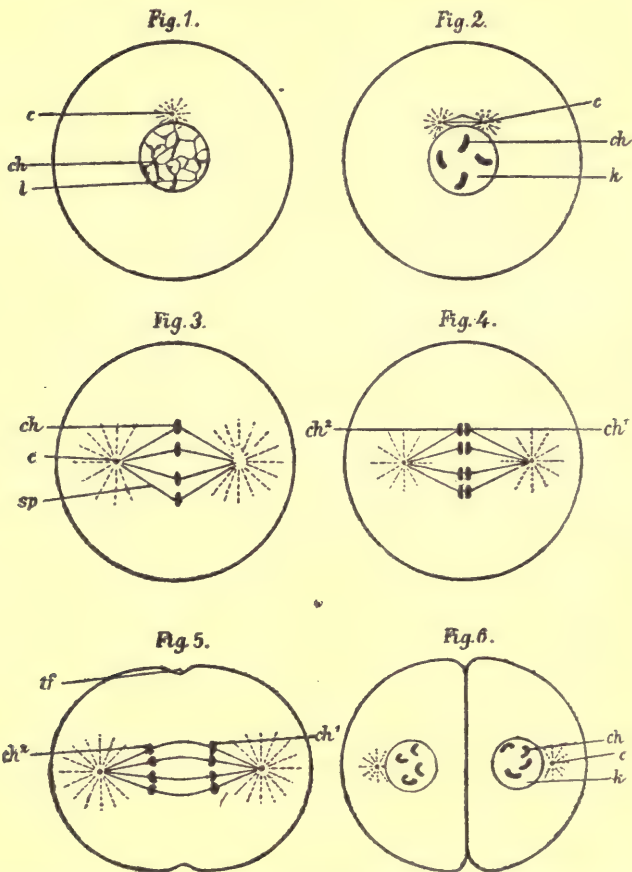 Fig. 1.
c
ch
l
Fig. 2.
c
ch
k
Fig. 3.
ch
c
sp
Fig. 4.
ch²
ch¹
Fig. 5.
tf
ch²
ch¹
Fig. 6.
ch
c
k